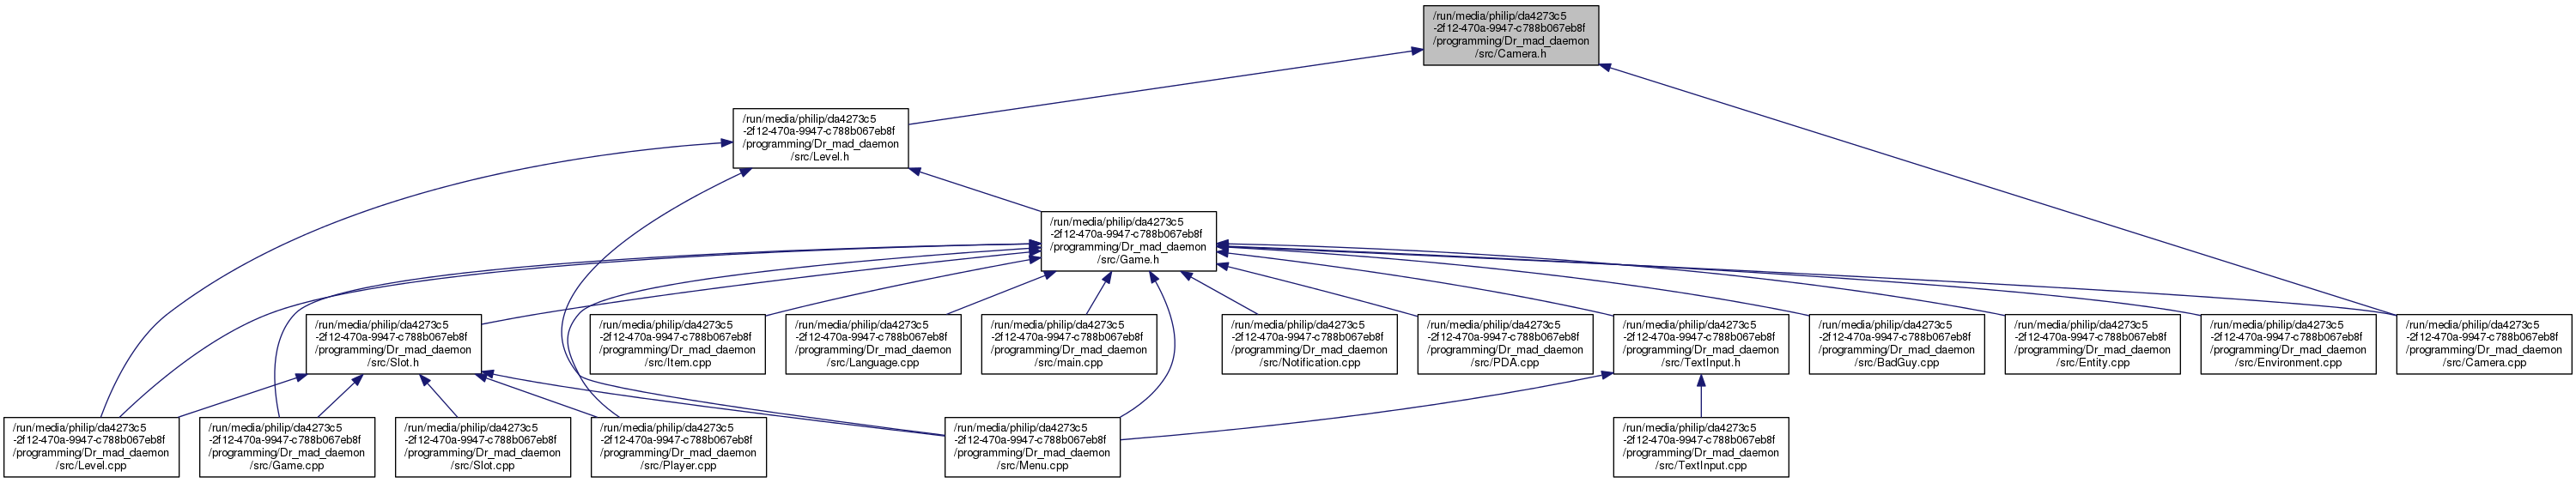 /run/media/philip/da4273c5
-2f12-470a-9947-c788b067eb8f
/programming/Dr_mad_daemon
/src/Camera.h
/run/media/philip/da4273c5
-2f12-470a-9947-c788b067eb8f
/programming/Dr_mad_daemon
/src/Level.h
/run/media/philip/da4273c5
-2f12-470a-9947-c788b067eb8f
/programming/Dr_mad_daemon
/src/Game.h
/run/media/philip/da4273c5
-2f12-470a-9947-c788b067eb8f
/programming/Dr_mad_daemon
/src/Slot.h
/run/media/philip/da4273c5
-2f12-470a-9947-c788b067eb8f
/programming/Dr_mad_daemon
/src/Item.cpp
/run/media/philip/da4273c5
-2f12-470a-9947-c788b067eb8f
/programming/Dr_mad_daemon
/src/Language.cpp
/run/media/philip/da4273c5
-2f12-470a-9947-c788b067eb8f
/programming/Dr_mad_daemon
/src/main.cpp
/run/media/philip/da4273c5
-2f12-470a-9947-c788b067eb8f
/programming/Dr_mad_daemon
/src/Notification.cpp
/run/media/philip/da4273c5
-2f12-470a-9947-c788b067eb8f
/programming/Dr_mad_daemon
/src/PDA.cpp
/run/media/philip/da4273c5
-2f12-470a-9947-c788b067eb8f
/programming/Dr_mad_daemon
/src/TextInput.h
/run/media/philip/da4273c5
-2f12-470a-9947-c788b067eb8f
/programming/Dr_mad_daemon
/src/BadGuy.cpp
/run/media/philip/da4273c5
-2f12-470a-9947-c788b067eb8f
/programming/Dr_mad_daemon
/src/Entity.cpp
/run/media/philip/da4273c5
-2f12-470a-9947-c788b067eb8f
/programming/Dr_mad_daemon
/src/Environment.cpp
/run/media/philip/da4273c5
-2f12-470a-9947-c788b067eb8f
/programming/Dr_mad_daemon
/src/Camera.cpp
/run/media/philip/da4273c5
-2f12-470a-9947-c788b067eb8f
/programming/Dr_mad_daemon
/src/Level.cpp
/run/media/philip/da4273c5
-2f12-470a-9947-c788b067eb8f
/programming/Dr_mad_daemon
/src/Game.cpp
/run/media/philip/da4273c5
-2f12-470a-9947-c788b067eb8f
/programming/Dr_mad_daemon
/src/Slot.cpp
/run/media/philip/da4273c5
-2f12-470a-9947-c788b067eb8f
/programming/Dr_mad_daemon
/src/Player.cpp
/run/media/philip/da4273c5
-2f12-470a-9947-c788b067eb8f
/programming/Dr_mad_daemon
/src/Menu.cpp
/run/media/philip/da4273c5
-2f12-470a-9947-c788b067eb8f
/programming/Dr_mad_daemon
/src/TextInput.cpp